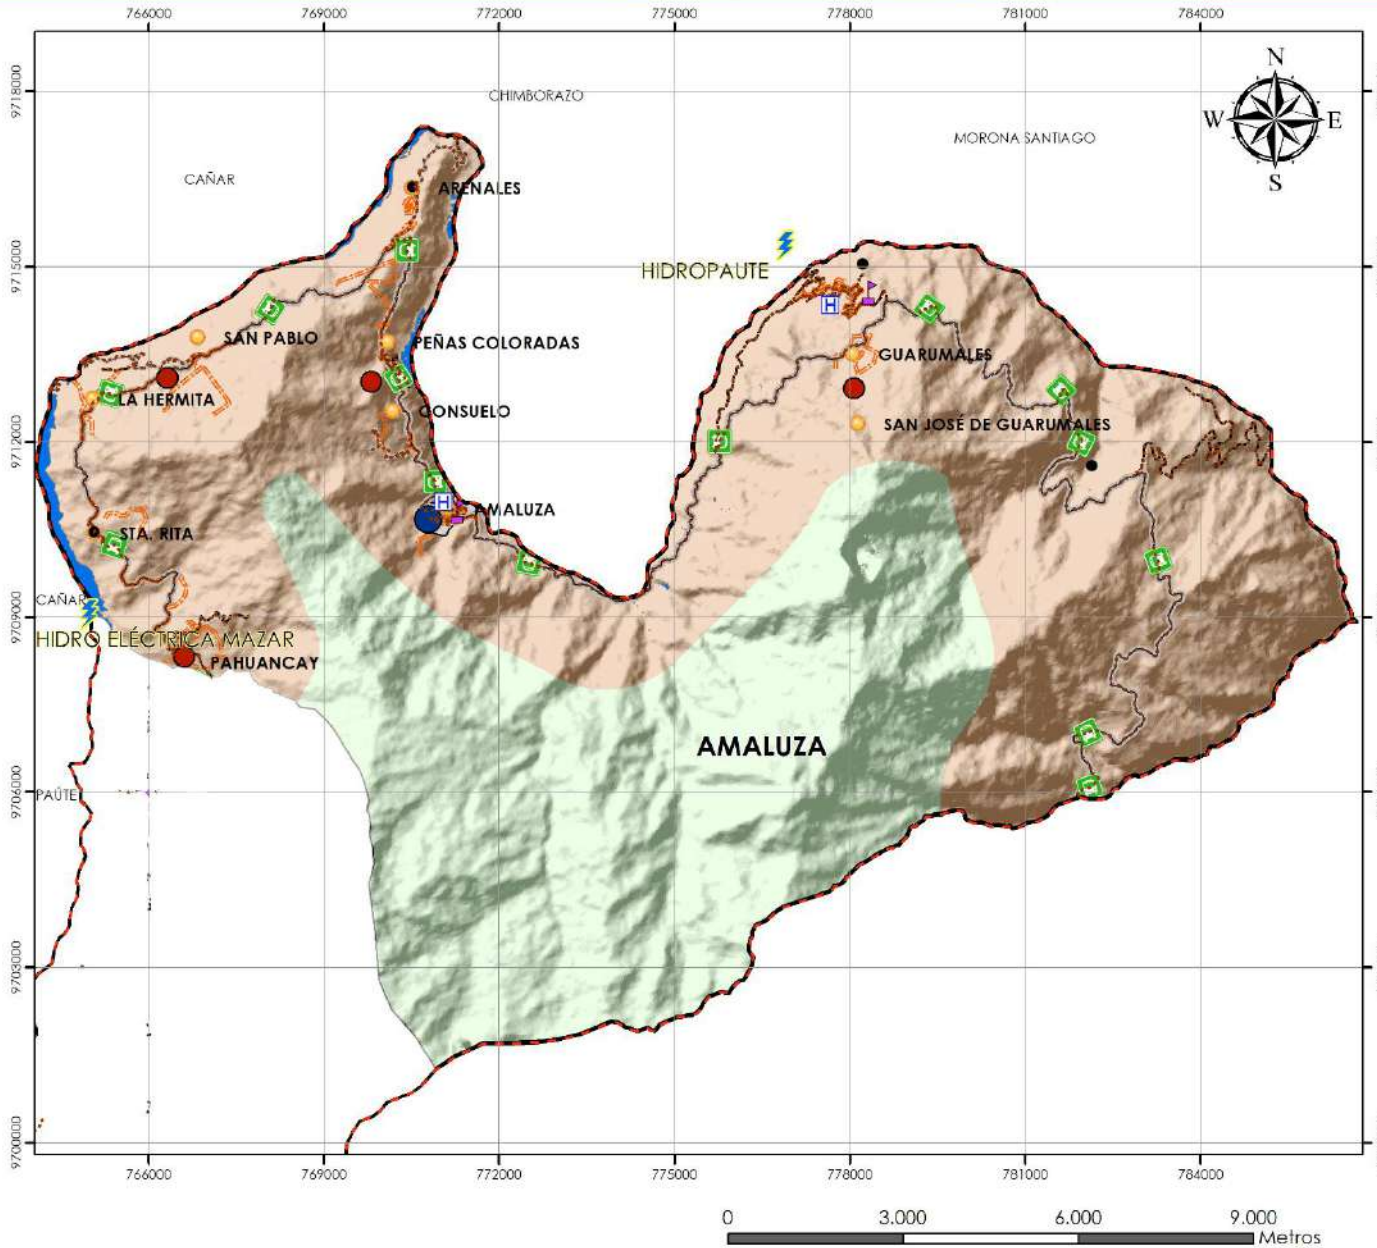 766000 769000 772000 775000 778000 781000 784000
9718000
CHIMBORAZO
N
W E
S
MORONA SANTIAGO
CAÑAR
ARENALES
9715000
HIDROPAUTE
H
SAN PABLO
PEÑAS COLORADAS
GUARUMALES
LA HERMITA
CONSUELO
SAN JOSÉ DE GUARUMALES
9712000
H
AMALUZA
STA. RITA
CAÑAR
9709000
HIDRO ELÉCTRICA MAZAR
PAHUANCAY
AMALUZA
PAÚTE
9706000
9703000
9700000
766000 769000 772000 775000 778000 781000 784000
0 3.000 6.000 9.000
Metros